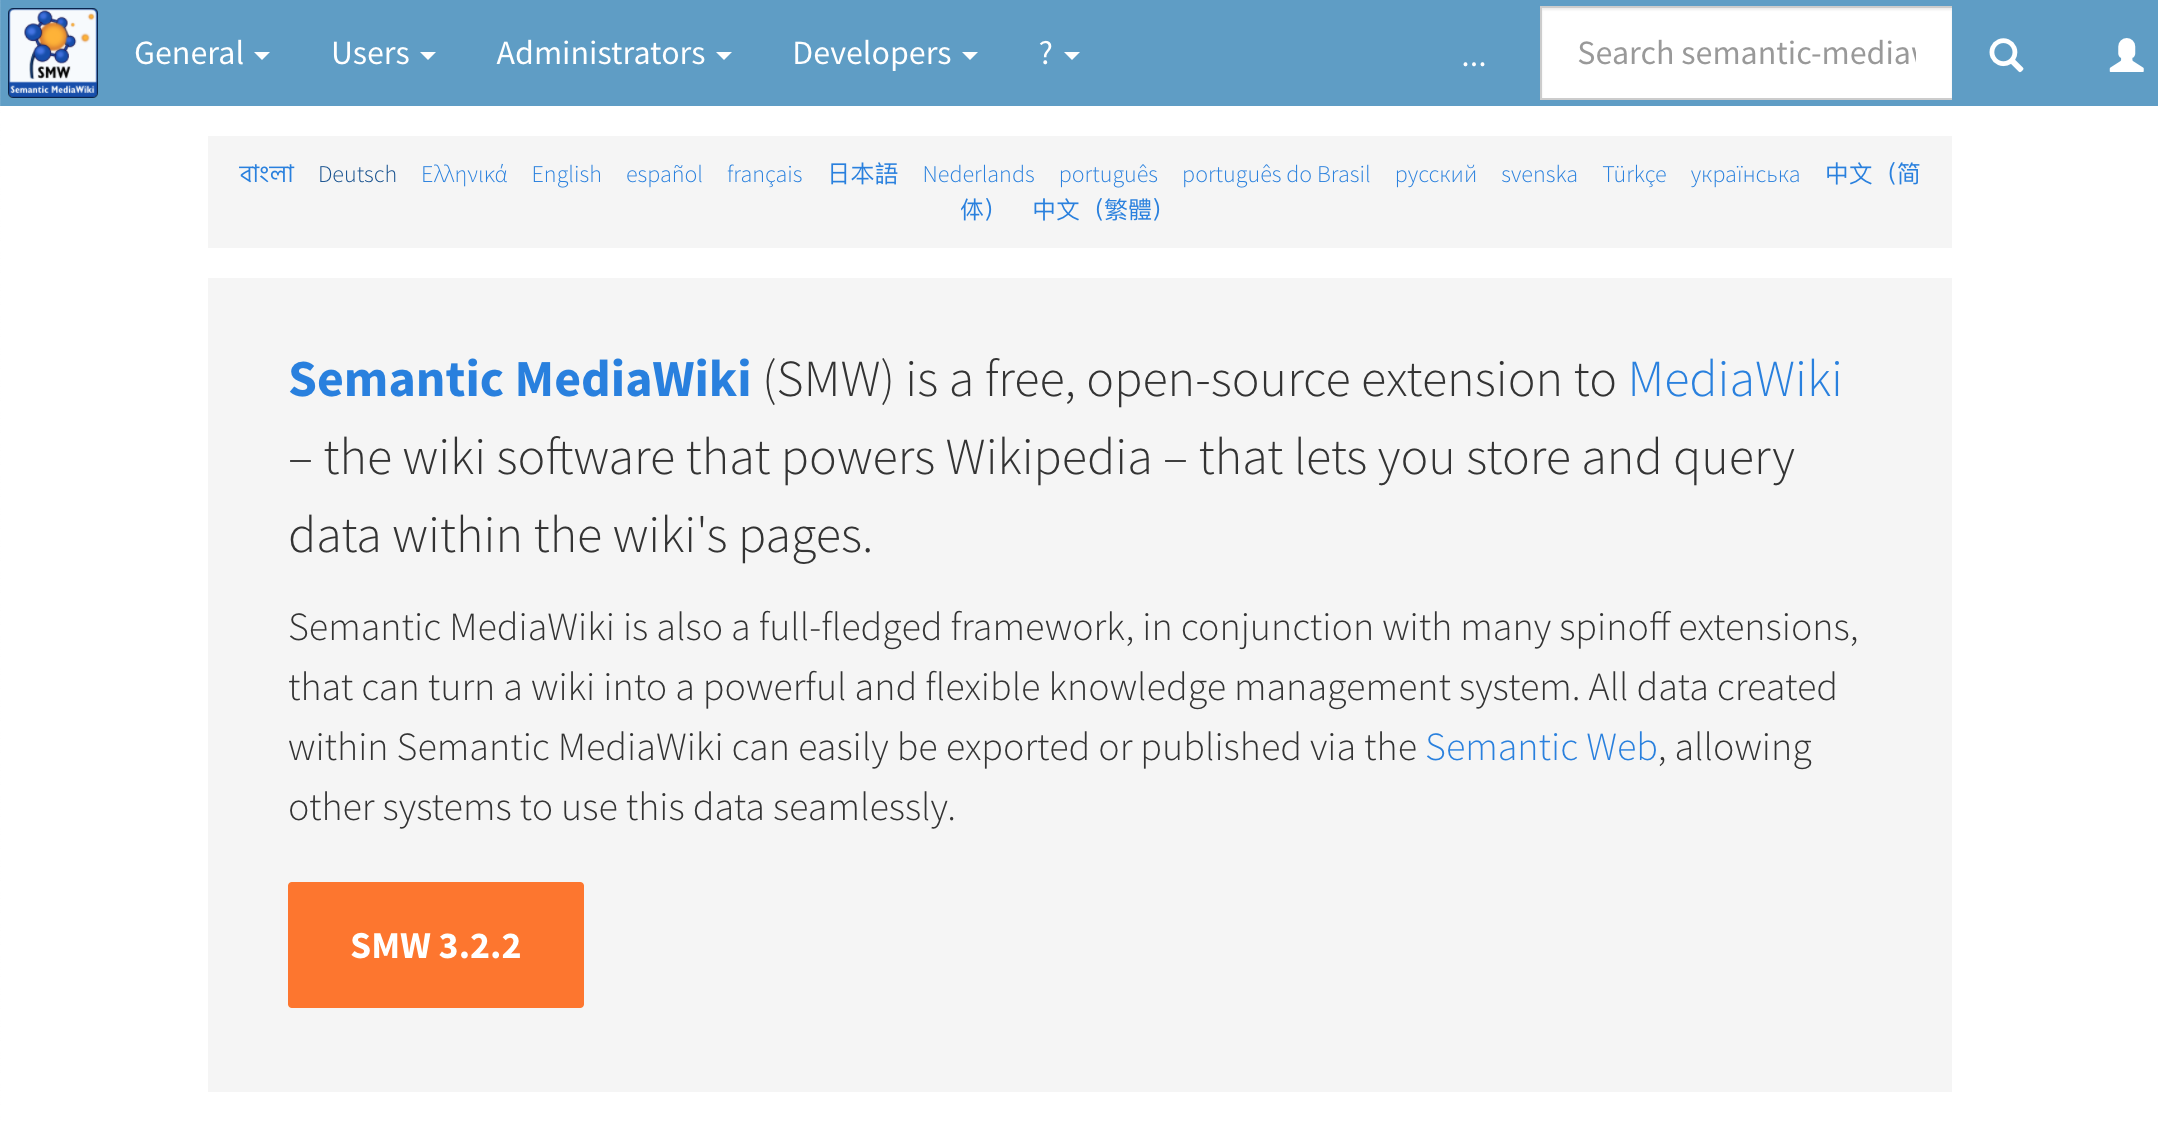 SMW
Semantic MediaWiki
General Users Administrators Developers ? ... Search semantic-media
বাংলা Deutsch Ελληνικά English español français 日本語 Nederlands português português do Brasil русский svenska Türkçe українська 中文（简
体） 中文（繁體）
Semantic MediaWiki (SMW) is a free, open-source extension to MediaWiki
– the wiki software that powers Wikipedia – that lets you store and query
data within the wiki's pages.
Semantic MediaWiki is also a full-fledged framework, in conjunction with many spinoff extensions,
that can turn a wiki into a powerful and flexible knowledge management system. All data created
within Semantic MediaWiki can easily be exported or published via the Semantic Web, allowing
other systems to use this data seamlessly.
SMW 3.2.2